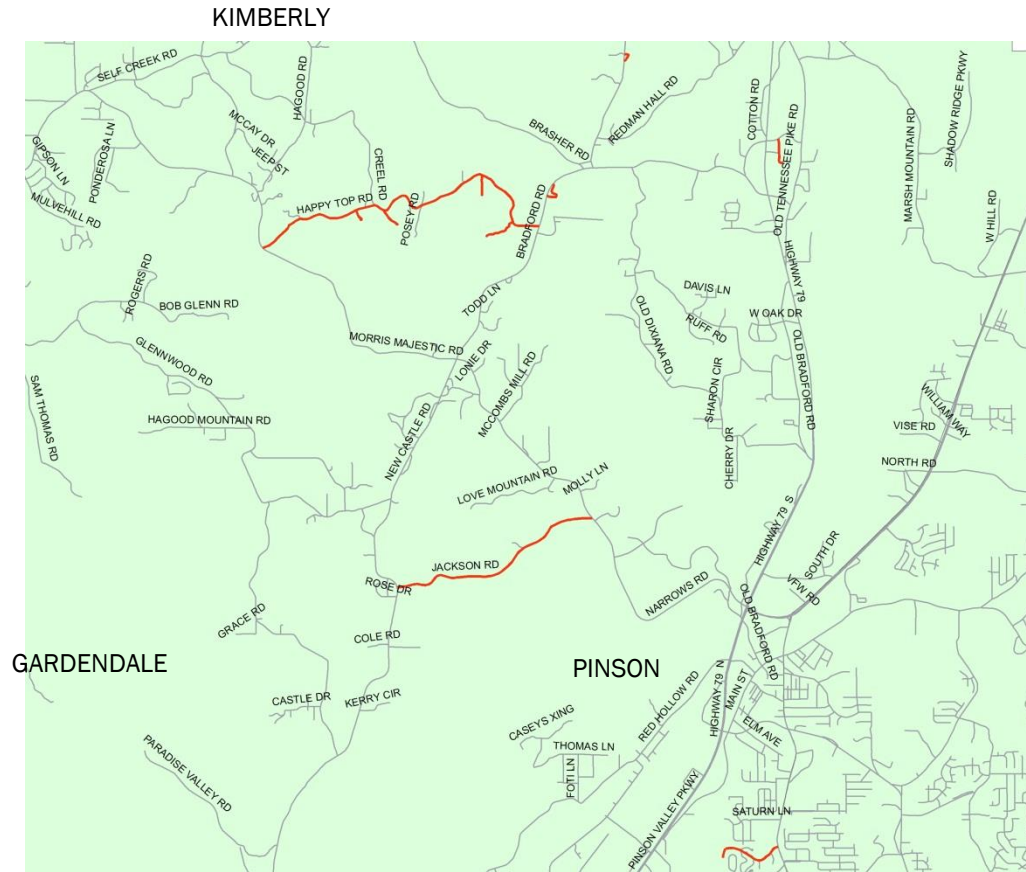 KIMBERLY
SELF CREEK RD
HAGOOD RD
COTTON RD
SHADOW RIDGE PKWY
REDMAN HALL RD
BRASHER RD
MCCAY DR
JEEP ST
GIPSON LN
PONDEROSA LN
MULVEHILL RD
CREEL RD
HAPPY TOP RD
POSEY RD
BRADFORD RD
OLD TENNESSEE PIKE RD
MARSH MOUNTAIN RD
W HILL RD
HIGHWAY 79
ROGERS RD
BOB GLENN RD
TODD LN
DAVIS LN
RUFF RD
W OAK DR
OLD DIXIANA RD
GLENNWOOD RD
MORRIS MAJESTIC RD
LONIE DR
MCCOMBS MILL RD
SHARON CIR
OLD BRADFORD RD
SAM THOMAS RD
HAGOOD MOUNTAIN RD
NEW CASTLE RD
WILLIAM WAY
VISE RD
CHERRY DR
NORTH RD
LOVE MOUNTAIN RD
MOLLY LN
HIGHWAY 79 S
SOUTH DR
JACKSON RD
ROSE DR
VFW RD
NARROWS RD
GRACE RD
COLE RD
OLD BRADFORD RD
GARDENDALE
PINSON
CASTLE DR
KERRY CIR
RED HOLLOW RD
HIGHWAY 79 N
MAIN ST
CASEYS XING
ELM AVE
THOMAS LN
FOTI LN
PARADISE VALLEY RD
PINSON VALLEY PKWY
SATURN LN